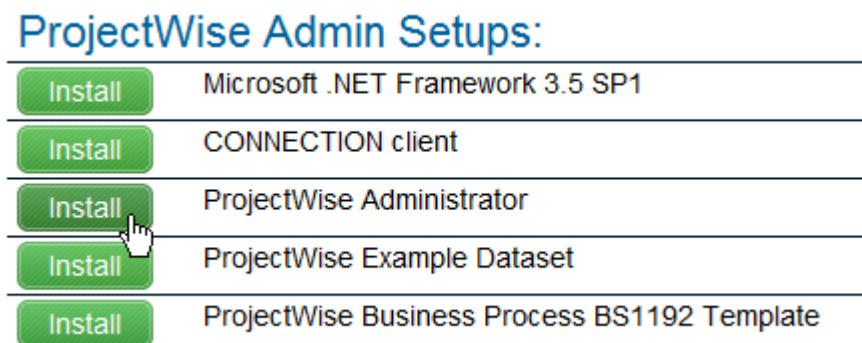 ProjectWise Admin Setups:
Install Microsoft .NET Framework 3.5 SP1
Install CONNECTION client
Install ProjectWise Administrator
Install ProjectWise Example Dataset
Install ProjectWise Business Process BS1192 Template